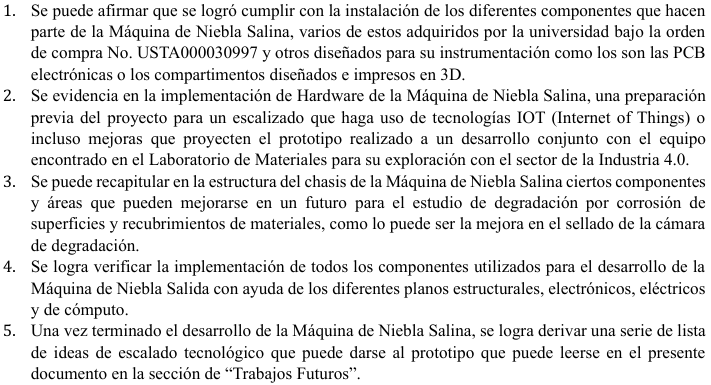 1. Se puede afirmar que se logró cumplir con la instalación de los diferentes componentes que hacen
parte de la Máquina de Niebla Salina, varios de estos adquiridos por la universidad bajo la orden
de compra No. USTA000030997 y otros diseñados para su instrumentación como los son las PCB
electrónicas o los compartimentos diseñados e impresos en 3D.
2. Se evidencia en la implementación de Hardware de la Máquina de Niebla Salina, una preparación
previa del proyecto para un escalizado que haga uso de tecnologías IOT (Internet of Things) o
incluso mejoras que proyecten el prototipo realizado a un desarrollo conjunto con el equipo
encontrado en el Laboratorio de Materiales para su exploración con el sector de la Industria 4.0.
3. Se puede recapitular en la estructura del chasis de la Máquina de Niebla Salina ciertos componentes
y áreas que pueden mejorarse en un futuro para el estudio de degradación por corrosión de
superficies y recubrimientos de materiales, como lo puede ser la mejora en el sellado de la cámara
de degradación.
4. Se logra verificar la implementación de todos los componentes utilizados para el desarrollo de la
Máquina de Niebla Salida con ayuda de los diferentes planos estructurales, electrónicos, eléctricos
y de cómputo.
5. Una vez terminado el desarrollo de la Máquina de Niebla Salina, se logra derivar una serie de lista
de ideas de escalado tecnológico que puede darse al prototipo que puede leerse en el presente
documento en la sección de “Trabajos Futuros”.